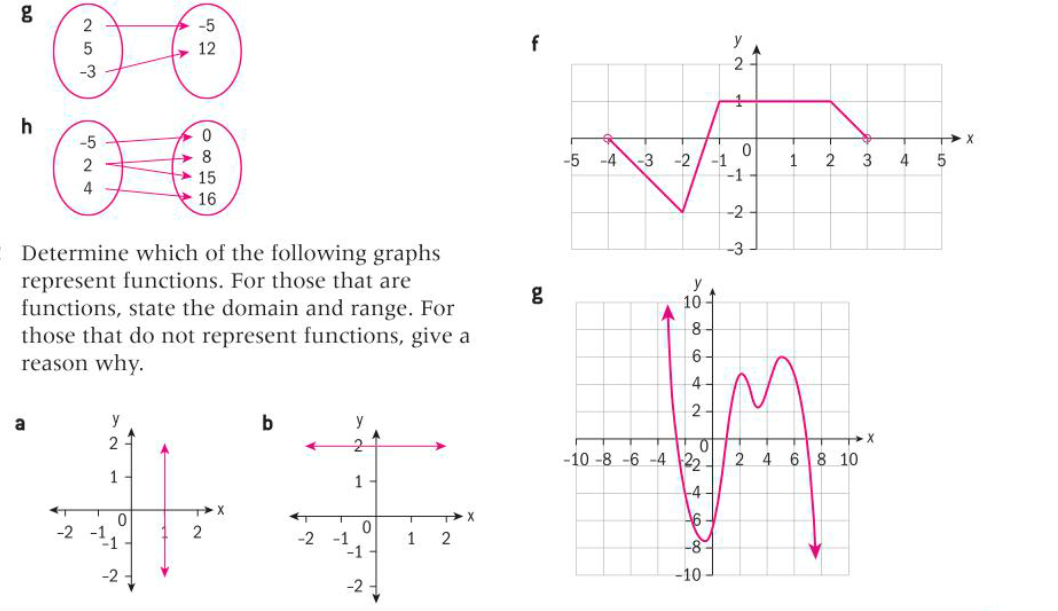 g
2
5
-3
-5
12
h
-5
2
4
0
8
15
16
Determine which of the following graphs
represent functions. For those that are
functions, state the domain and range. For
those that do not represent functions, give a
reason why.
a
y
2
1
0
-2 -1 1 2
x
-1
-2
b
y
2
1
0
-2 -1 1 2
x
-1
-2
f
y
2
1
0
-5 -4 -3 -2 -1 1 2 3 4 5
x
-1
-2
-3
g
y
10
8
6
4
2
0
x
-10 -8 -6 -4 -2 2 4 6 8 10
-4
-6
-8
-10